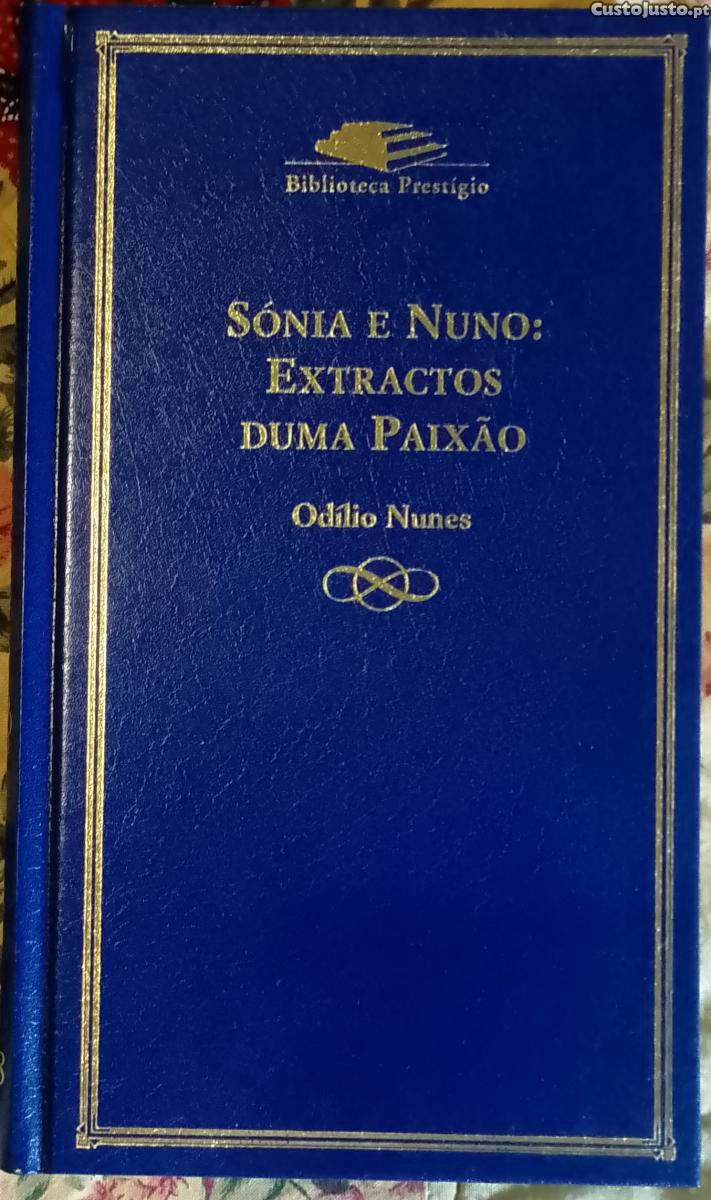 CustoJusto.pt
Biblioteca Prestígio
SÓNIA E NUNO:
EXTRACTOS
DUMA PAIXÃO
Odílio Nunes